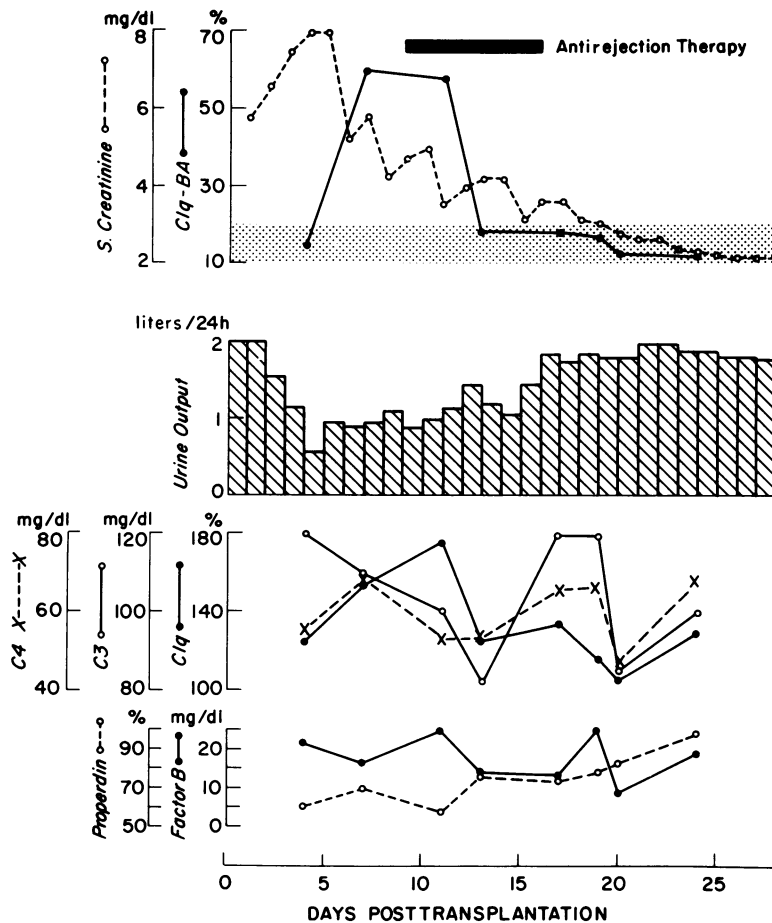 mg/dl %
8 70
6 50
4 30
2 10
S. Creatinine
Clq-BA
Antirejection Therapy
liters/24h
2
1
0
Urine Output
mg/dl mg/dl %
80 120 180
60 100 140
40 80 100
C4 X-----X
C3
Clq
% mg/dl
90 20
70 10
50 0
Properdin
Factor B
0 5 10 15 20 25
DAYS POSTTRANSPLANTATION